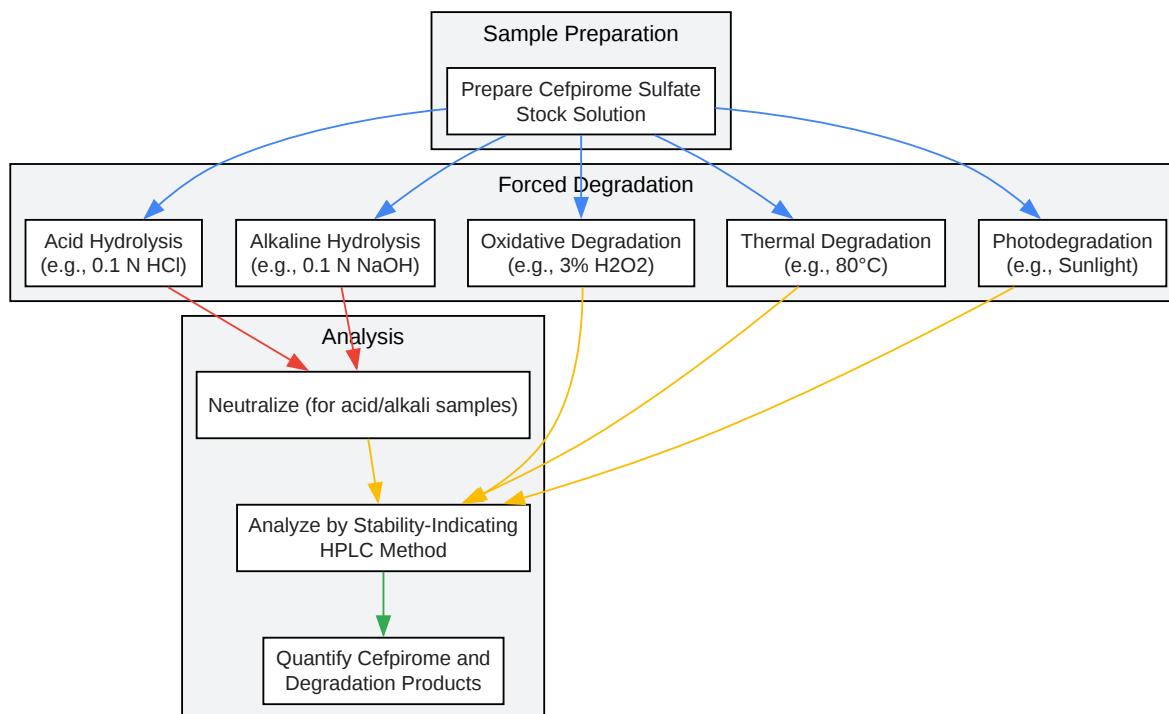 Sample Preparation
Prepare Cefpirome Sulfate
Stock Solution
Forced Degradation
Acid Hydrolysis
(e.g., 0.1 N HCl)
Alkaline Hydrolysis
(e.g., 0.1 N NaOH)
Oxidative Degradation
(e.g., 3% H2O2)
Thermal Degradation
(e.g., 80°C)
Photodegradation
(e.g., Sunlight)
Analysis
Neutralize (for acid/alkali samples)
Analyze by Stability-Indicating
HPLC Method
Quantify Cefpirome and
Degradation Products